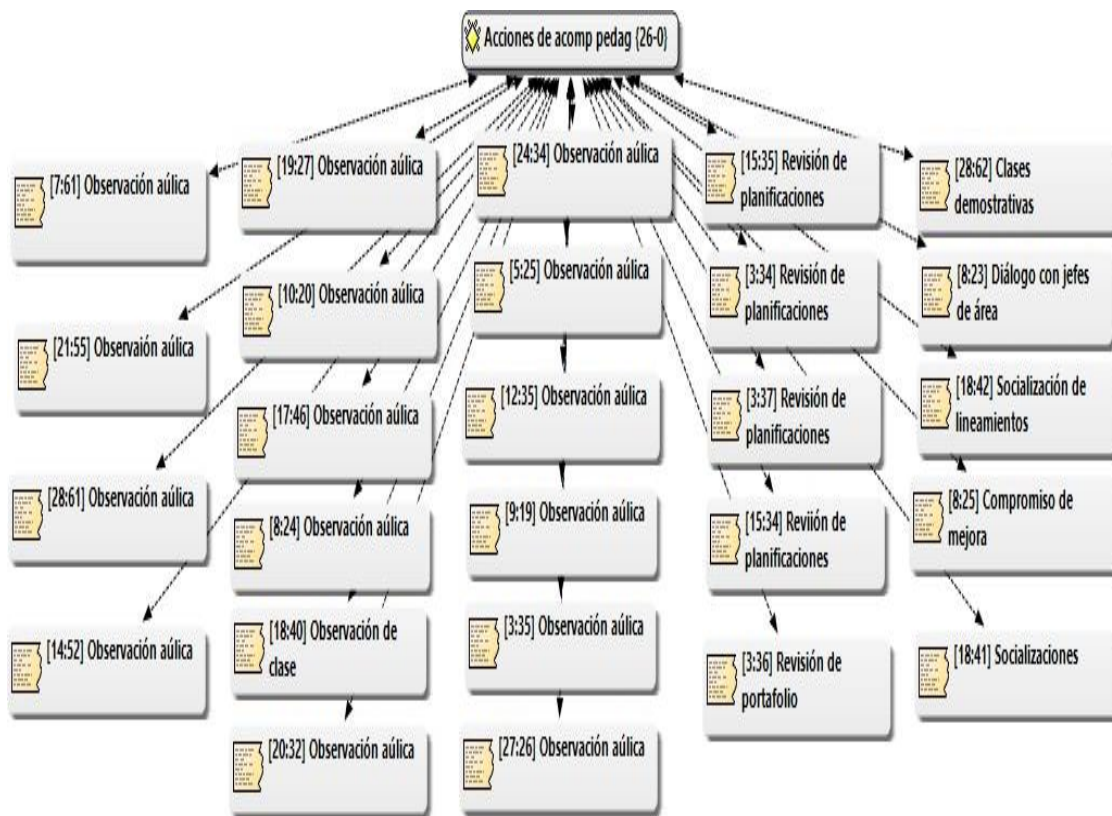 Acciones de acomp pedag {26-0}
[7:61] Observación aúlica
[21:55] Observaión aúlica
[28:61] Observación aúlica
[14:52] Observación aúlica
[19:27] Observación aúlica
[10:20] Observación aúlica
[17:46] Observación aúlica
[8:24] Observación aúlica
[18:40] Observación de
clase
[20:32] Observación aúlica
[24:34] Observación aúlica
[5:25] Observación aúlica
[12:35] Observación aúlica
[9:19] Observación aúlica
[3:35] Observación aúlica
[27:26] Observación aúlica
[15:35] Revisión de
planificaciones
[3:34] Revisión de
planificaciones
[3:37] Revisión de
planificaciones
[15:34] Reviión de
planificaciones
[3:36] Revisión de
portafolio
[28:62] Clases
demostrativas
[8:23] Diálogo con jefes
de área
[18:42] Socialización de
lineamientos
[8:25] Compromiso de
mejora
[18:41] Socializaciones